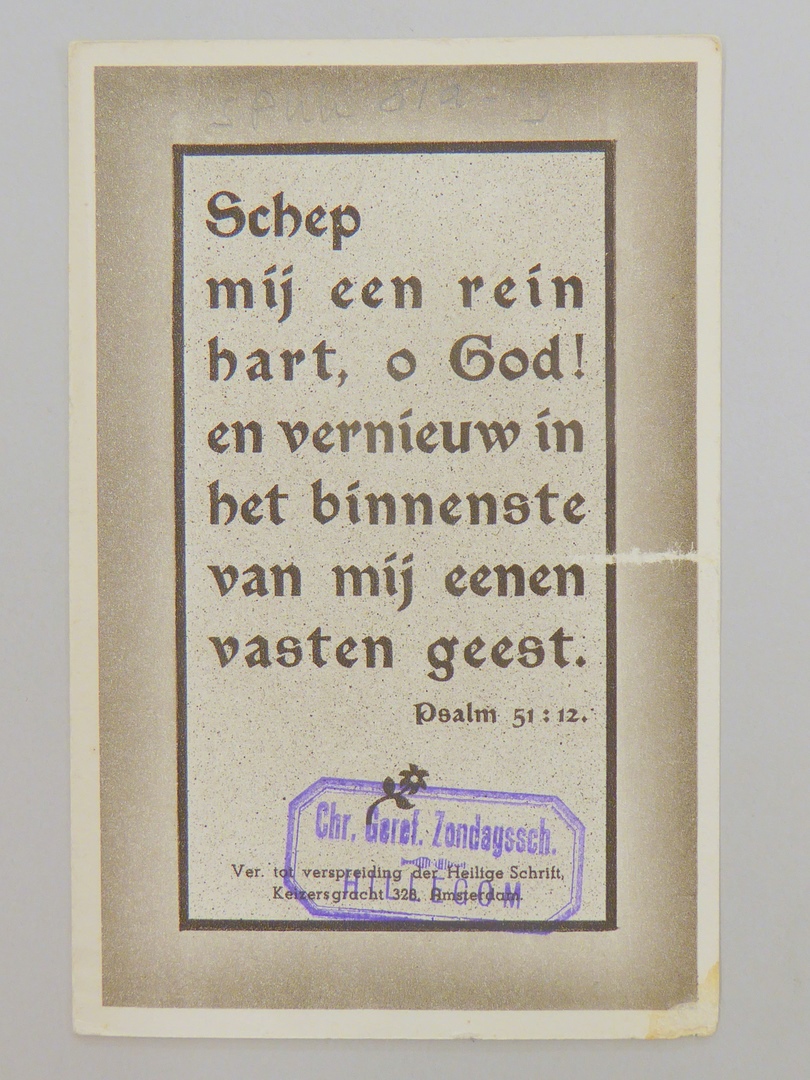 Schep
mij een rein
hart, o God!
en vernieuw in
het binnenste
van mij eenen
vasten geest.
Psalm 51 : 12.
Chr. Geref. Zondagssch.
Ver. tot verspreiding der Heilige Schrift,
HILLEGOM
Keizersgracht 328. Amsterdam.